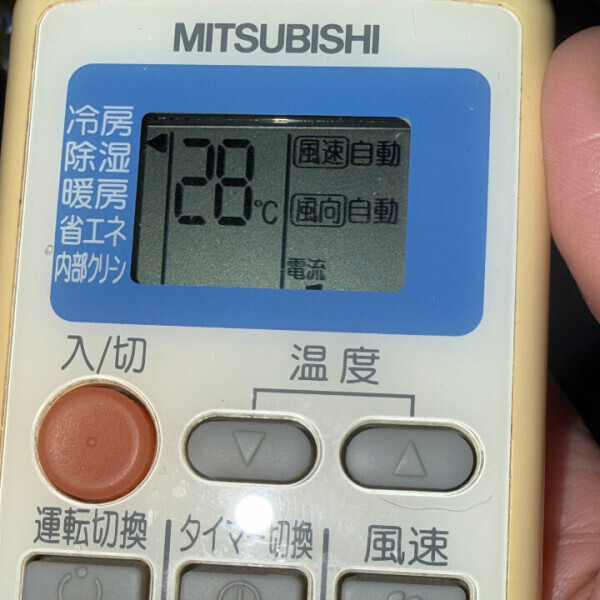 MITSUBISHI
冷房
除湿
暖房
省エネ
内部クリン
28℃
風速 自動
風向 自動
電流
入/切
温度
運転切換
タイマー切換
風速